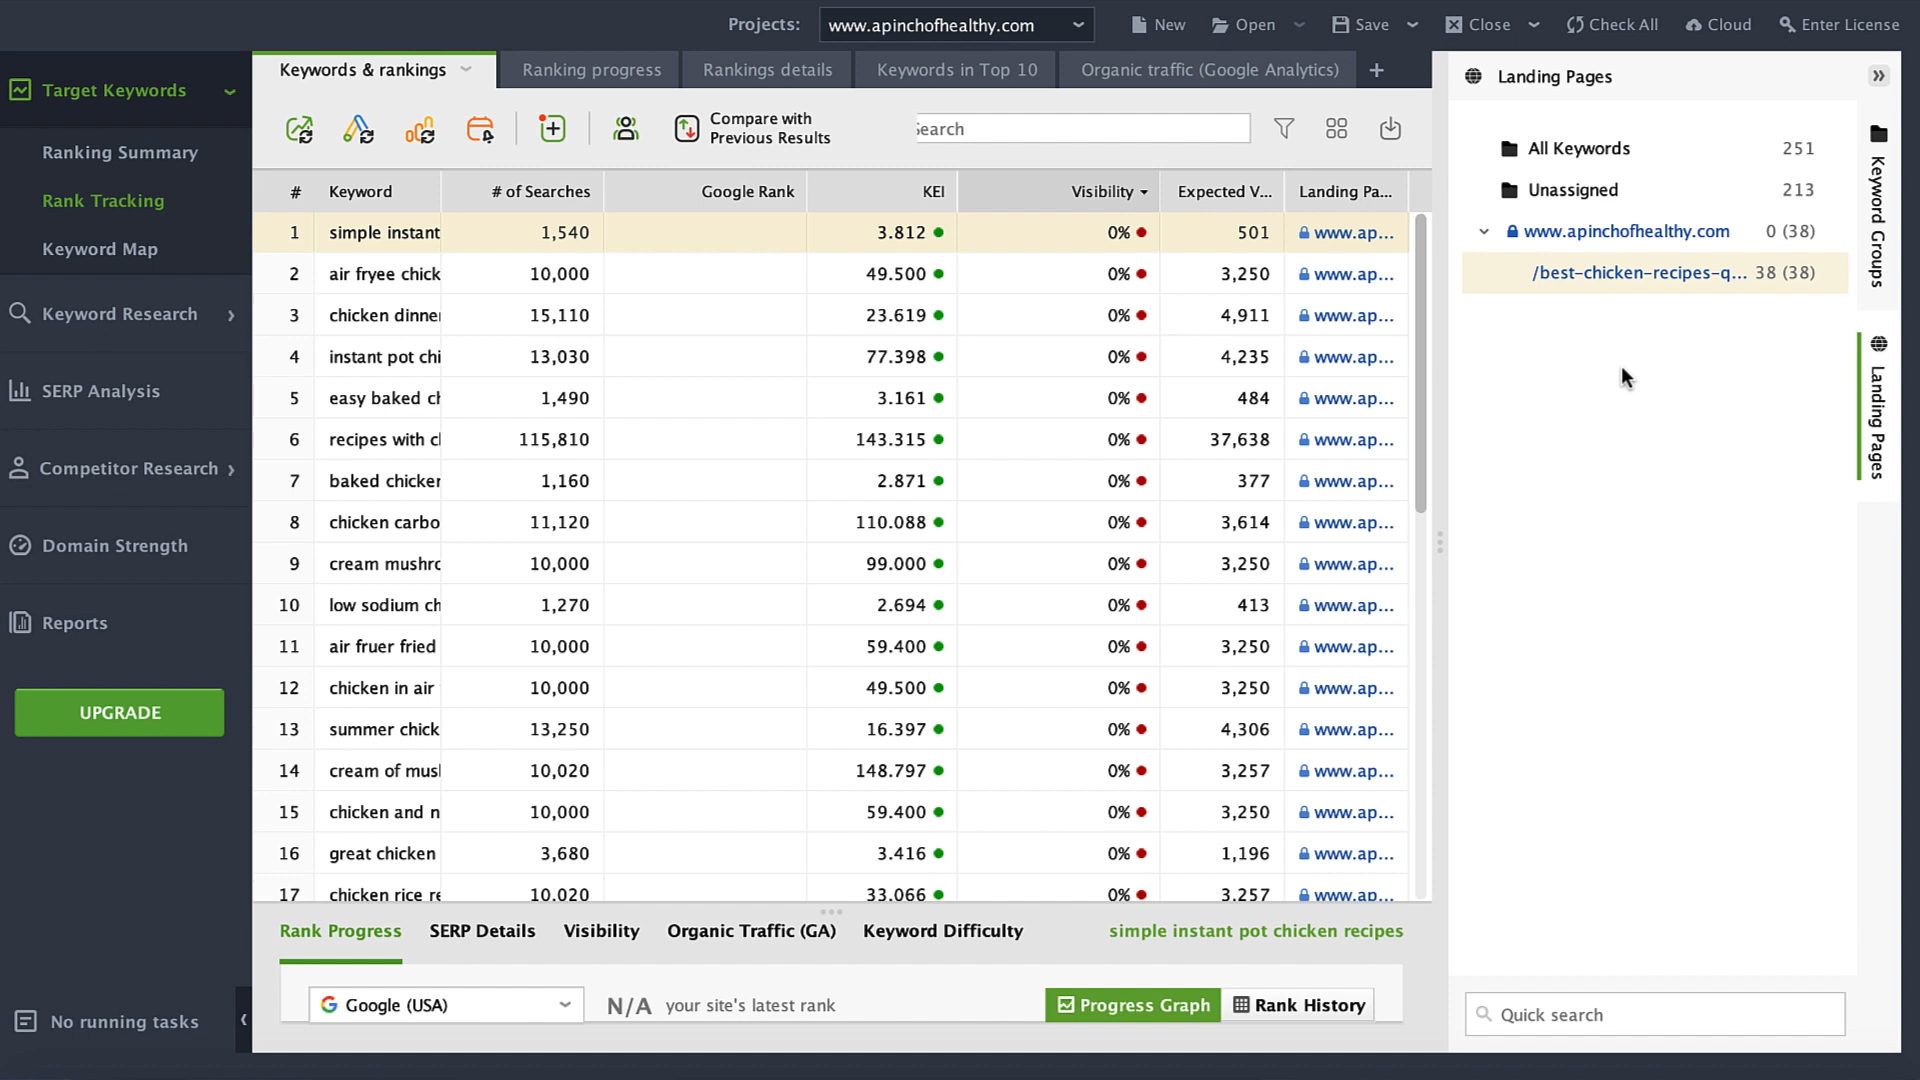 Projects: www.apinchofhealthy.com New Open Save Close Check All Cloud Enter License
Target Keywords
Ranking Summary
Rank Tracking
Keyword Map
Keyword Research
SERP Analysis
Competitor Research
Domain Strength
Reports
UPGRADE
No running tasks
Keywords & rankings Ranking progress Rankings details Keywords in Top 10 Organic traffic (Google Analytics) +
Compare with
Previous Results
Search
# Keyword # of Searches Google Rank KEI Visibility Expected V... Landing Pa...
1 simple instant 1,540 3.812 0% 501 www.ap...
2 air fryee chick 10,000 49.500 0% 3,250 www.ap...
3 chicken dinner 15,110 23.619 0% 4,911 www.ap...
4 instant pot chi 13,030 77.398 0% 4,235 www.ap...
5 easy baked ch 1,490 3.161 0% 484 www.ap...
6 recipes with cl 115,810 143.315 0% 37,638 www.ap...
7 baked chicken 1,160 2.871 0% 377 www.ap...
8 chicken carbo 11,120 110.088 0% 3,614 www.ap...
9 cream mushro 10,000 99.000 0% 3,250 www.ap...
10 low sodium ch 1,270 2.694 0% 413 www.ap...
11 air fruer fried 10,000 59.400 0% 3,250 www.ap...
12 chicken in air 10,000 49.500 0% 3,250 www.ap...
13 summer chick 13,250 16.397 0% 4,306 www.ap...
14 cream of musl 10,020 148.797 0% 3,257 www.ap...
15 chicken and n 10,000 59.400 0% 3,250 www.ap...
16 great chicken 3,680 3.416 0% 1,196 www.ap...
17 chicken rice re 10,020 33.066 0% 3,257 www.ap...
Rank Progress SERP Details Visibility Organic Traffic (GA) Keyword Difficulty simple instant pot chicken recipes
Google (USA) N/A your site's latest rank Progress Graph Rank History
Landing Pages
All Keywords 251
Unassigned 213
www.apinchofhealthy.com 0 (38)
/best-chicken-recipes-q... 38 (38)
Quick search
Keyword Groups
Landing Pages